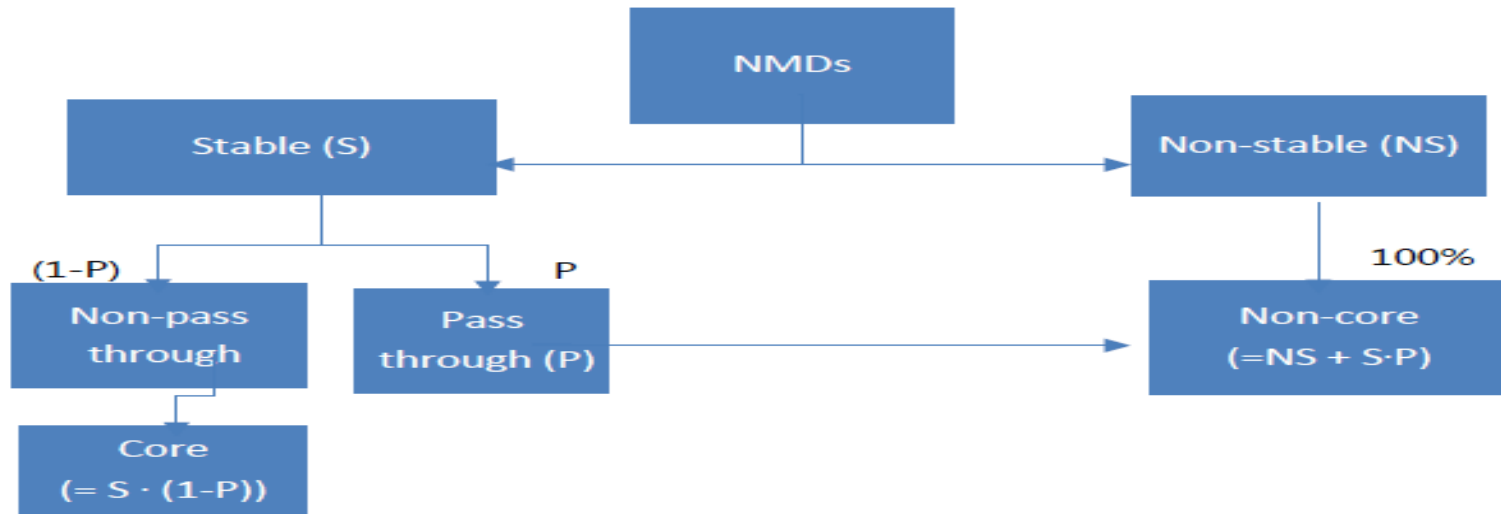 NMDs
Stable (S)
Non-stable (NS)
(1-P)
P
100%
Non-pass
through
Pass
through (P)
Non-core
(=NS + S·P)
Core
(= S · (1-P))